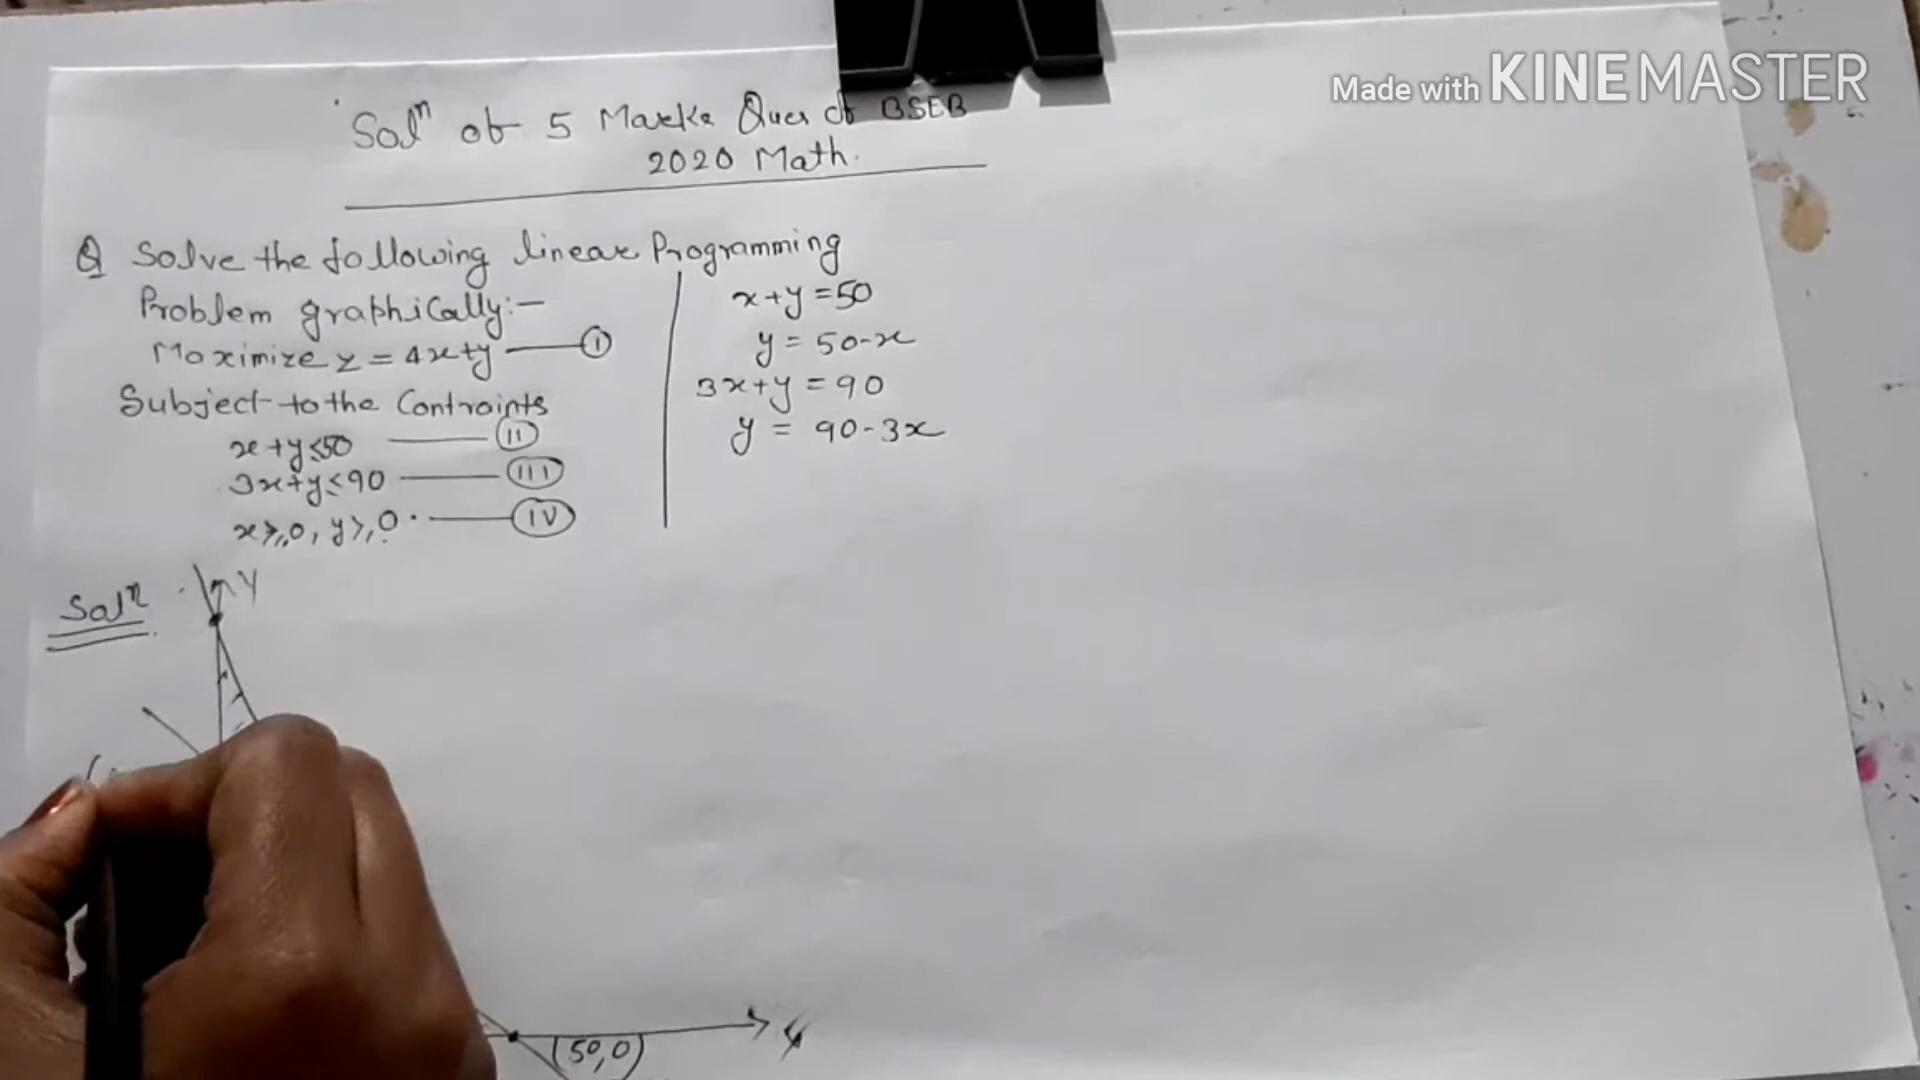 Made with KINEMASTER
Solⁿ of 5 Marks Ques of BSEB
2020 Math.
Q Solve the following linear Programming
Problem graphically:-
Maximize z = 4x+y —— I
Subject to the Contraints
x+y≤50 —— II
3x+y≤90 —— III
x≥0, y≥0. —— IV
x+y=50
y = 50-x
3x+y = 90
y = 90-3x
Solⁿ
Y
(50,0)